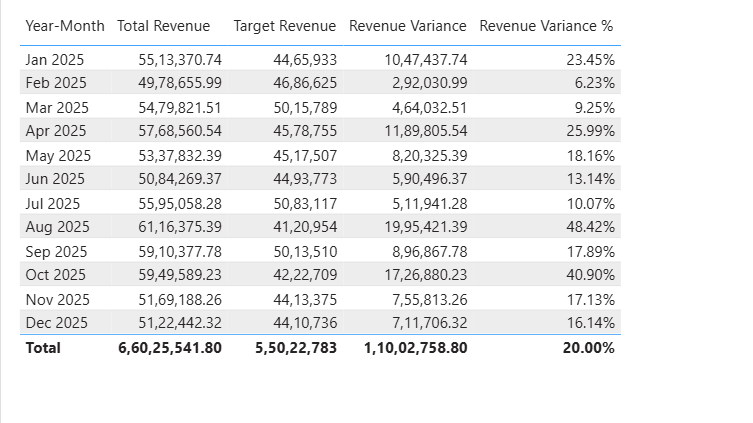 Year-Month Total Revenue Target Revenue Revenue Variance Revenue Variance %
Jan 2025 55,13,370.74 44,65,933 10,47,437.74 23.45%
Feb 2025 49,78,655.99 46,86,625 2,92,030.99 6.23%
Mar 2025 54,79,821.51 50,15,789 4,64,032.51 9.25%
Apr 2025 57,68,560.54 45,78,755 11,89,805.54 25.99%
May 2025 53,37,832.39 45,17,507 8,20,325.39 18.16%
Jun 2025 50,84,269.37 44,93,773 5,90,496.37 13.14%
Jul 2025 55,95,058.28 50,83,117 5,11,941.28 10.07%
Aug 2025 61,16,375.39 41,20,954 19,95,421.39 48.42%
Sep 2025 59,10,377.78 50,13,510 8,96,867.78 17.89%
Oct 2025 59,49,589.23 42,22,709 17,26,880.23 40.90%
Nov 2025 51,69,188.26 44,13,375 7,55,813.26 17.13%
Dec 2025 51,22,442.32 44,10,736 7,11,706.32 16.14%
Total 6,60,25,541.80 5,50,22,783 1,10,02,758.80 20.00%